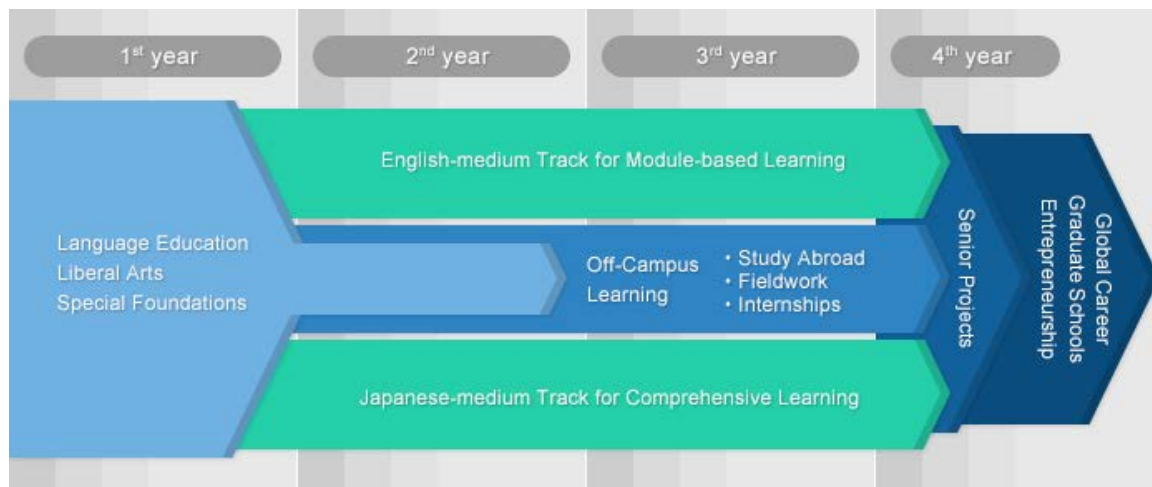 1st year
2nd year
3rd year
4th year
English-medium Track for Module-based Learning
Language Education
Liberal Arts
Special Foundations
Off-Campus
Learning
• Study Abroad
• Fieldwork
• Internships
Japanese-medium Track for Comprehensive Learning
Senior Projects
Global Career
Graduate Schools
Entrepreneurship